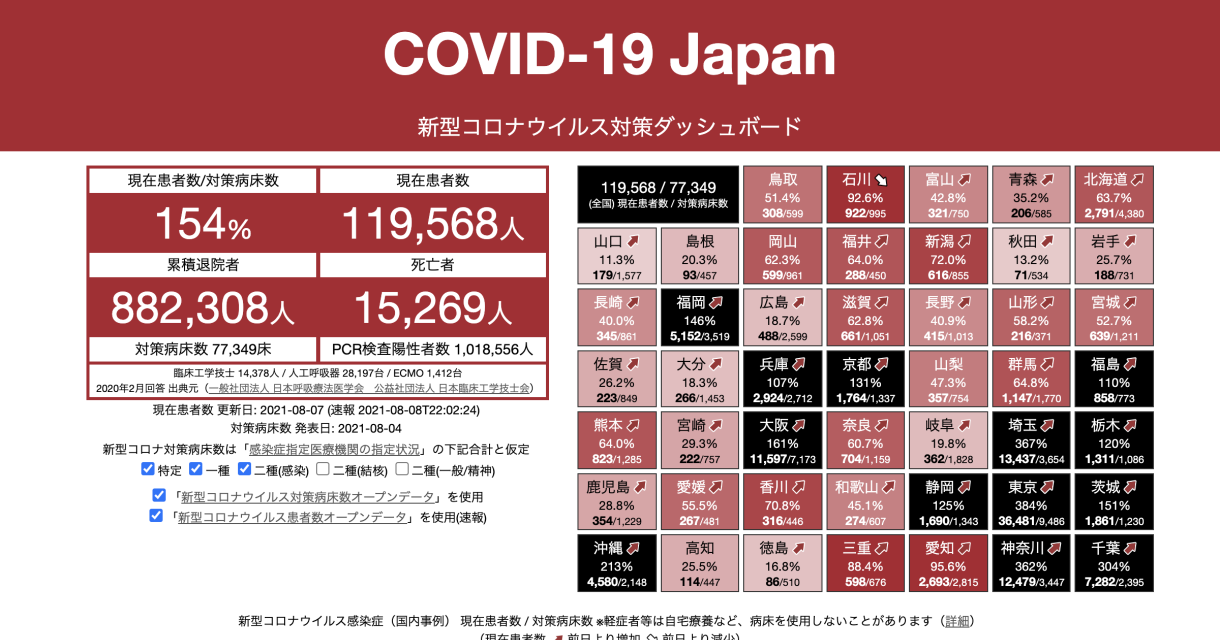 COVID-19 Japan
新型コロナウイルス対策ダッシュボード
現在患者数/対策病床数
現在患者数
154%
119,568人
累積退院者
死亡者
882,308人
15,269人
対策病床数 77,349床
PCR検査陽性者数 1,018,556人
臨床工学技士 14,378人 / 人工呼吸器 28,197台 / ECMO 1,412台
2020年2月回答 出典元（一般社団法人 日本呼吸療法医学会　公益社団法人 日本臨床工学技士会）
現在患者数 更新日: 2021-08-07 (速報 2021-08-08T22:02:24)
対策病床数 発表日: 2021-08-04
新型コロナ対策病床数は「感染症指定医療機関の指定状況」の下記合計と仮定
特定 一種 二種(感染) 二種(結核) 二種(一般/精神)
「新型コロナウイルス対策病床数オープンデータ」を使用
「新型コロナウイルス患者数オープンデータ」を使用(速報)
119,568 / 77,349
(全国) 現在患者数 / 対策病床数
鳥取
51.4%
308/599
石川
92.6%
922/995
富山
42.8%
321/750
青森
35.2%
206/585
北海道
63.7%
2,791/4,380
山口
11.3%
179/1,577
島根
20.3%
93/457
岡山
62.3%
599/961
福井
64.0%
288/450
新潟
72.0%
616/855
秋田
13.2%
71/534
岩手
25.7%
188/731
長崎
40.0%
345/861
福岡
146%
5,152/3,519
広島
18.7%
488/2,599
滋賀
62.8%
661/1,051
長野
40.9%
415/1,013
山形
58.2%
216/371
宮城
52.7%
639/1,211
佐賀
26.2%
223/849
大分
18.3%
266/1,453
兵庫
107%
2,924/2,712
京都
131%
1,764/1,337
山梨
47.3%
357/754
群馬
64.8%
1,147/1,770
福島
110%
858/773
熊本
64.0%
823/1,285
宮崎
29.3%
222/757
大阪
161%
11,597/7,173
奈良
60.7%
704/1,159
岐阜
19.8%
362/1,828
埼玉
367%
13,437/3,654
栃木
120%
1,311/1,086
鹿児島
28.8%
354/1,229
愛媛
55.5%
267/481
香川
70.8%
316/446
和歌山
45.1%
274/607
静岡
125%
1,690/1,343
東京
384%
36,481/9,486
茨城
151%
1,861/1,230
沖縄
213%
4,580/2,148
高知
25.5%
114/447
徳島
16.8%
86/510
三重
88.4%
598/676
愛知
95.6%
2,693/2,815
神奈川
362%
12,479/3,447
千葉
304%
7,282/2,395
新型コロナウイルス感染症（国内事例） 現在患者数 / 対策病床数 ※軽症者等は自宅療養など、病床を使用しないことがあります（詳細）
（現在患者数 前日より増加 前日より減少）